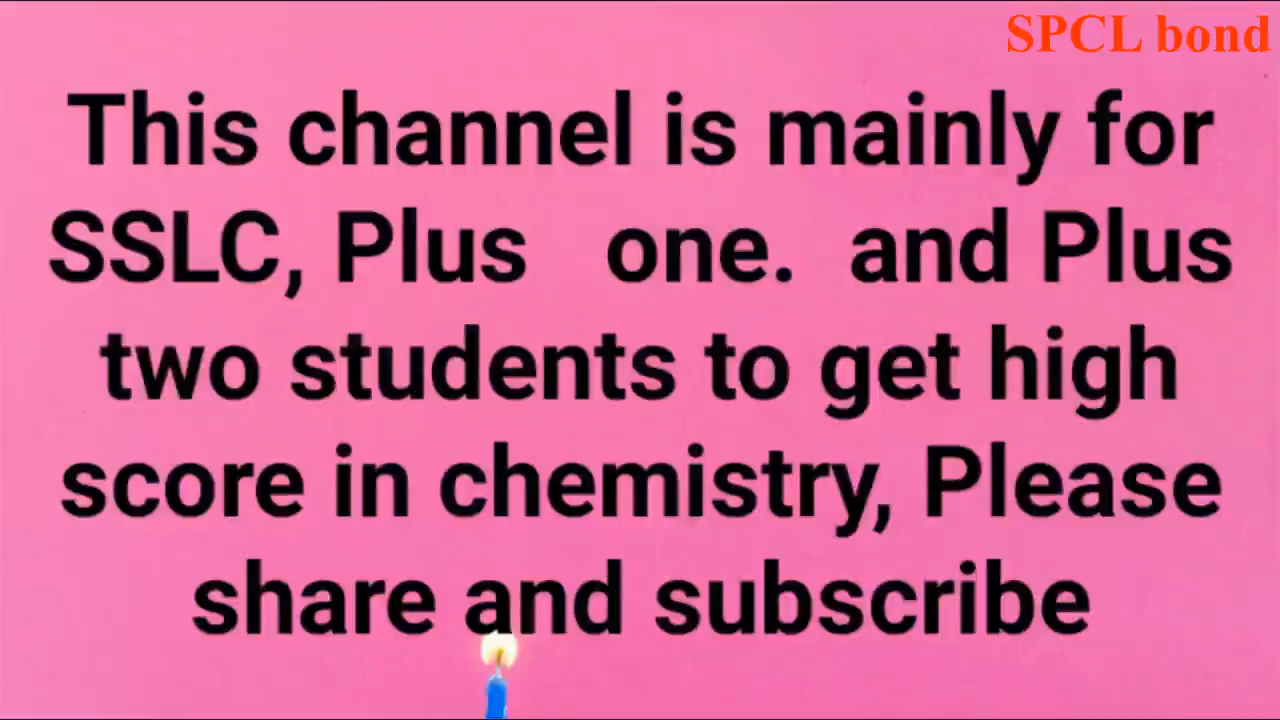 SPCL bond
This channel is mainly for
SSLC, Plus one. and Plus
two students to get high
score in chemistry, Please
share and subscribe